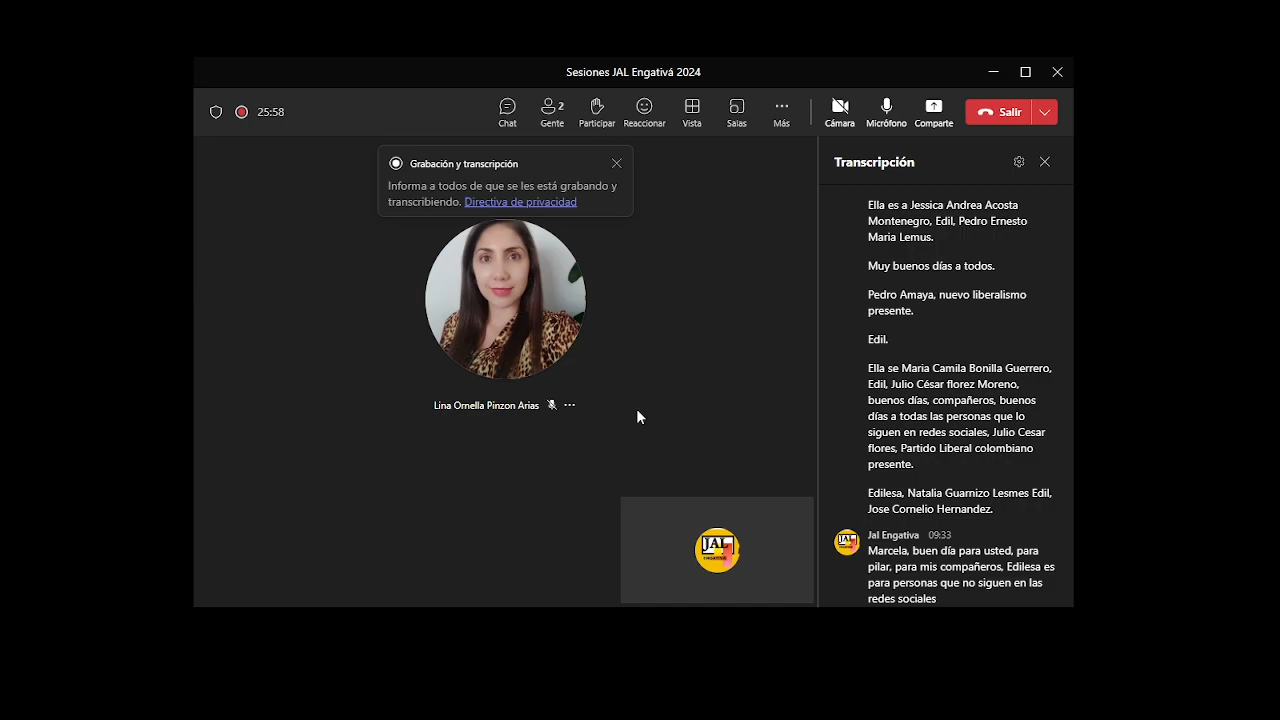 Sesiones JAL Engativá 2024
25:58
Chat
2
Gente
Participar
Reaccionar
Vista
Salas
Más
Cámara
Micrófono
Comparte
Salir
Grabación y transcripción
Informa a todos de que se les está grabando y
transcribiendo. Directiva de privacidad
Lina Ornella Pinzon Arias
JAL
Transcripción
Ella es a Jessica Andrea Acosta
Montenegro, Edil, Pedro Ernesto
Maria Lemus.
Muy buenos días a todos.
Pedro Amaya, nuevo liberalismo
presente.
Edil.
Ella se Maria Camila Bonilla Guerrero,
Edil, Julio César florez Moreno,
buenos días, compañeros, buenos
días a todas las personas que lo
siguen en redes sociales, Julio Cesar
flores, Partido Liberal colombiano
presente.
Edilesa, Natalia Guarnizo Lesmes Edil,
Jose Cornelio Hernandez.
JAL
Jal Engativa 09:33
Marcela, buen día para usted, para
pilar, para mis compañeros, Edilesa es
para personas que no siguen en las
redes sociales